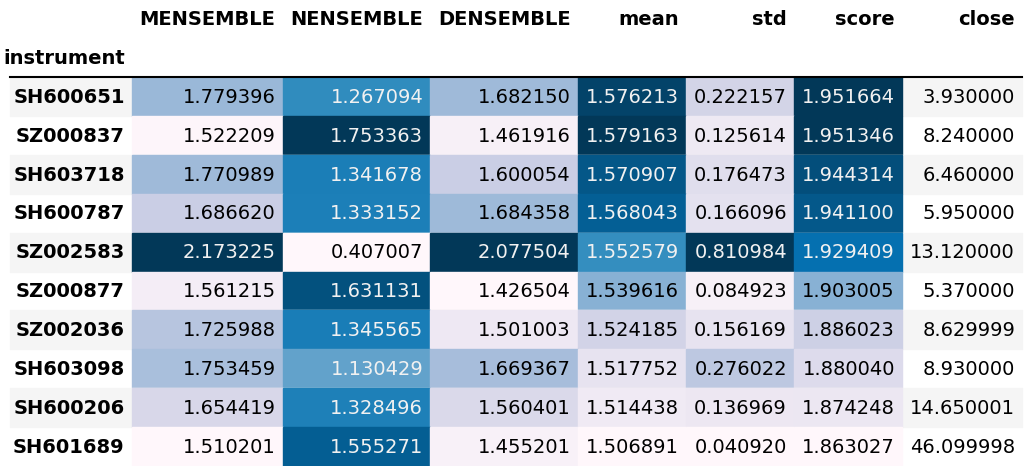 MENSEMBLE NENSEMBLE DENSEMBLE mean std score close
instrument
SH600651 1.779396 1.267094 1.682150 1.576213 0.222157 1.951664 3.930000
SZ000837 1.522209 1.753363 1.461916 1.579163 0.125614 1.951346 8.240000
SH603718 1.770989 1.341678 1.600054 1.570907 0.176473 1.944314 6.460000
SH600787 1.686620 1.333152 1.684358 1.568043 0.166096 1.941100 5.950000
SZ002583 2.173225 0.407007 2.077504 1.552579 0.810984 1.929409 13.120000
SZ000877 1.561215 1.631131 1.426504 1.539616 0.084923 1.903005 5.370000
SZ002036 1.725988 1.345565 1.501003 1.524185 0.156169 1.886023 8.629999
SH603098 1.753459 1.130429 1.669367 1.517752 0.276022 1.880040 8.930000
SH600206 1.654419 1.328496 1.560401 1.514438 0.136969 1.874248 14.650001
SH601689 1.510201 1.555271 1.455201 1.506891 0.040920 1.863027 46.099998